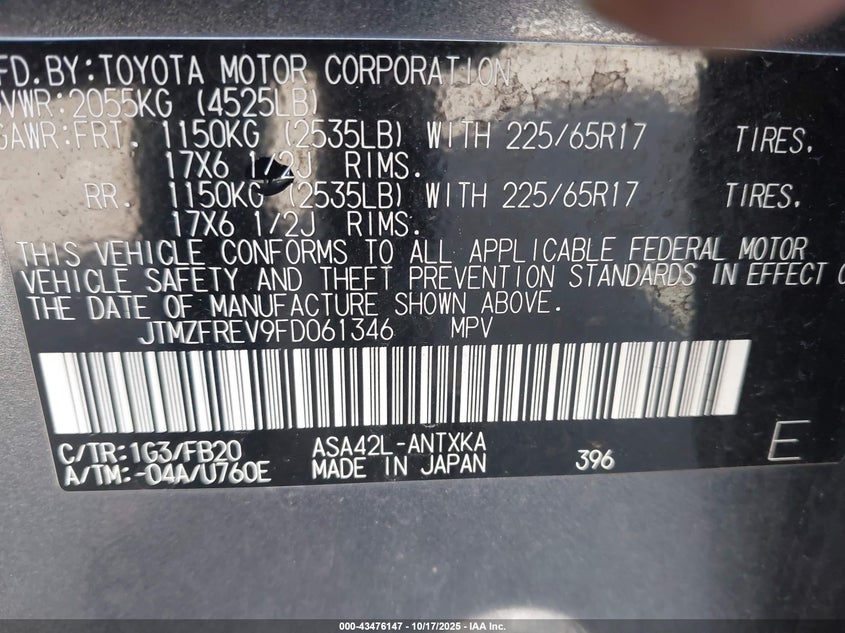 FD.BY:TOYOTA MOTOR CORPORATION
VWR:2055KG (4525LB)
GAWR:FRT. 1150KG (2535LB) WITH 225/65R17 TIRES.
17X6 1/2J RIMS.
RR. 1150KG (2535LB) WITH 225/65R17 TIRES.
17X6 1/2J RIMS.
THIS VEHICLE CONFORMS TO ALL APPLICABLE FEDERAL MOTOR
VEHICLE SAFETY AND THEFT PREVENTION STANDARDS IN EFFECT O
THE DATE OF MANUFACTURE SHOWN ABOVE.
JTMZFREV9FD061346 MPV
C/TR:1G3/FB20 ASA42L-ANTXKA
A/TM:-04A/U760E MADE IN JAPAN 396 E
000-43476147 - 10/17/2025 - IAA Inc.